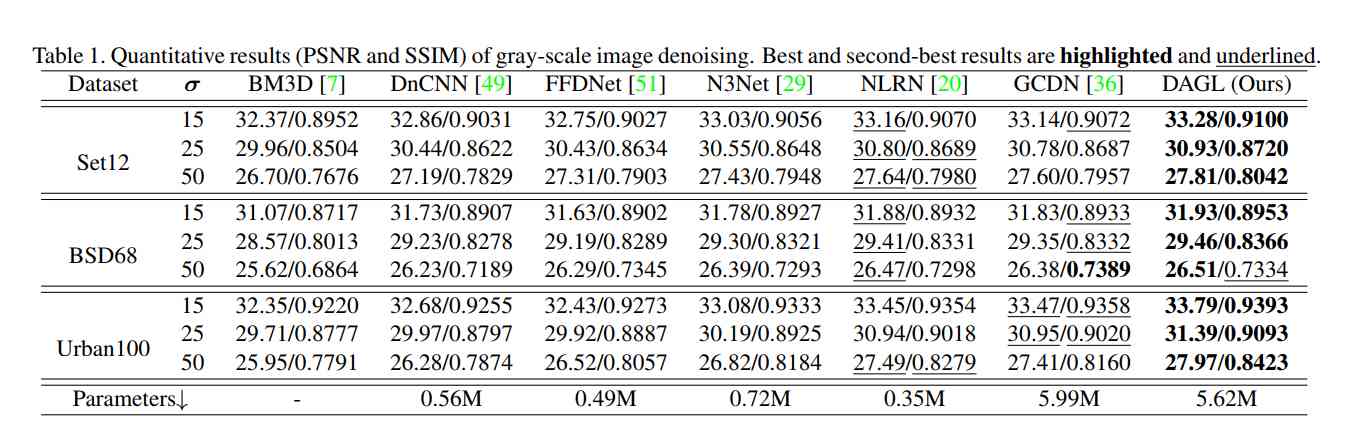 Table 1. Quantitative results (PSNR and SSIM) of gray-scale image denoising. Best and second-best results are highlighted and underlined.
Dataset σ BM3D [7] DnCNN [49] FFDNet [51] N3Net [29] NLRN [20] GCDN [36] DAGL (Ours)
15 32.37/0.8952 32.86/0.9031 32.75/0.9027 33.03/0.9056 33.16/0.9070 33.14/0.9072 33.28/0.9100
Set12 25 29.96/0.8504 30.44/0.8622 30.43/0.8634 30.55/0.8648 30.80/0.8689 30.78/0.8687 30.93/0.8720
50 26.70/0.7676 27.19/0.7829 27.31/0.7903 27.43/0.7948 27.64/0.7980 27.60/0.7957 27.81/0.8042
15 31.07/0.8717 31.73/0.8907 31.63/0.8902 31.78/0.8927 31.88/0.8932 31.83/0.8933 31.93/0.8953
BSD68 25 28.57/0.8013 29.23/0.8278 29.19/0.8289 29.30/0.8321 29.41/0.8331 29.35/0.8332 29.46/0.8366
50 25.62/0.6864 26.23/0.7189 26.29/0.7345 26.39/0.7293 26.47/0.7298 26.38/0.7389 26.51/0.7334
15 32.35/0.9220 32.68/0.9255 32.43/0.9273 33.08/0.9333 33.45/0.9354 33.47/0.9358 33.79/0.9393
Urban100 25 29.71/0.8777 29.97/0.8797 29.92/0.8887 30.19/0.8925 30.94/0.9018 30.95/0.9020 31.39/0.9093
50 25.95/0.7791 26.28/0.7874 26.52/0.8057 26.82/0.8184 27.49/0.8279 27.41/0.8160 27.97/0.8423
Parameters↓ - 0.56M 0.49M 0.72M 0.35M 5.99M 5.62M